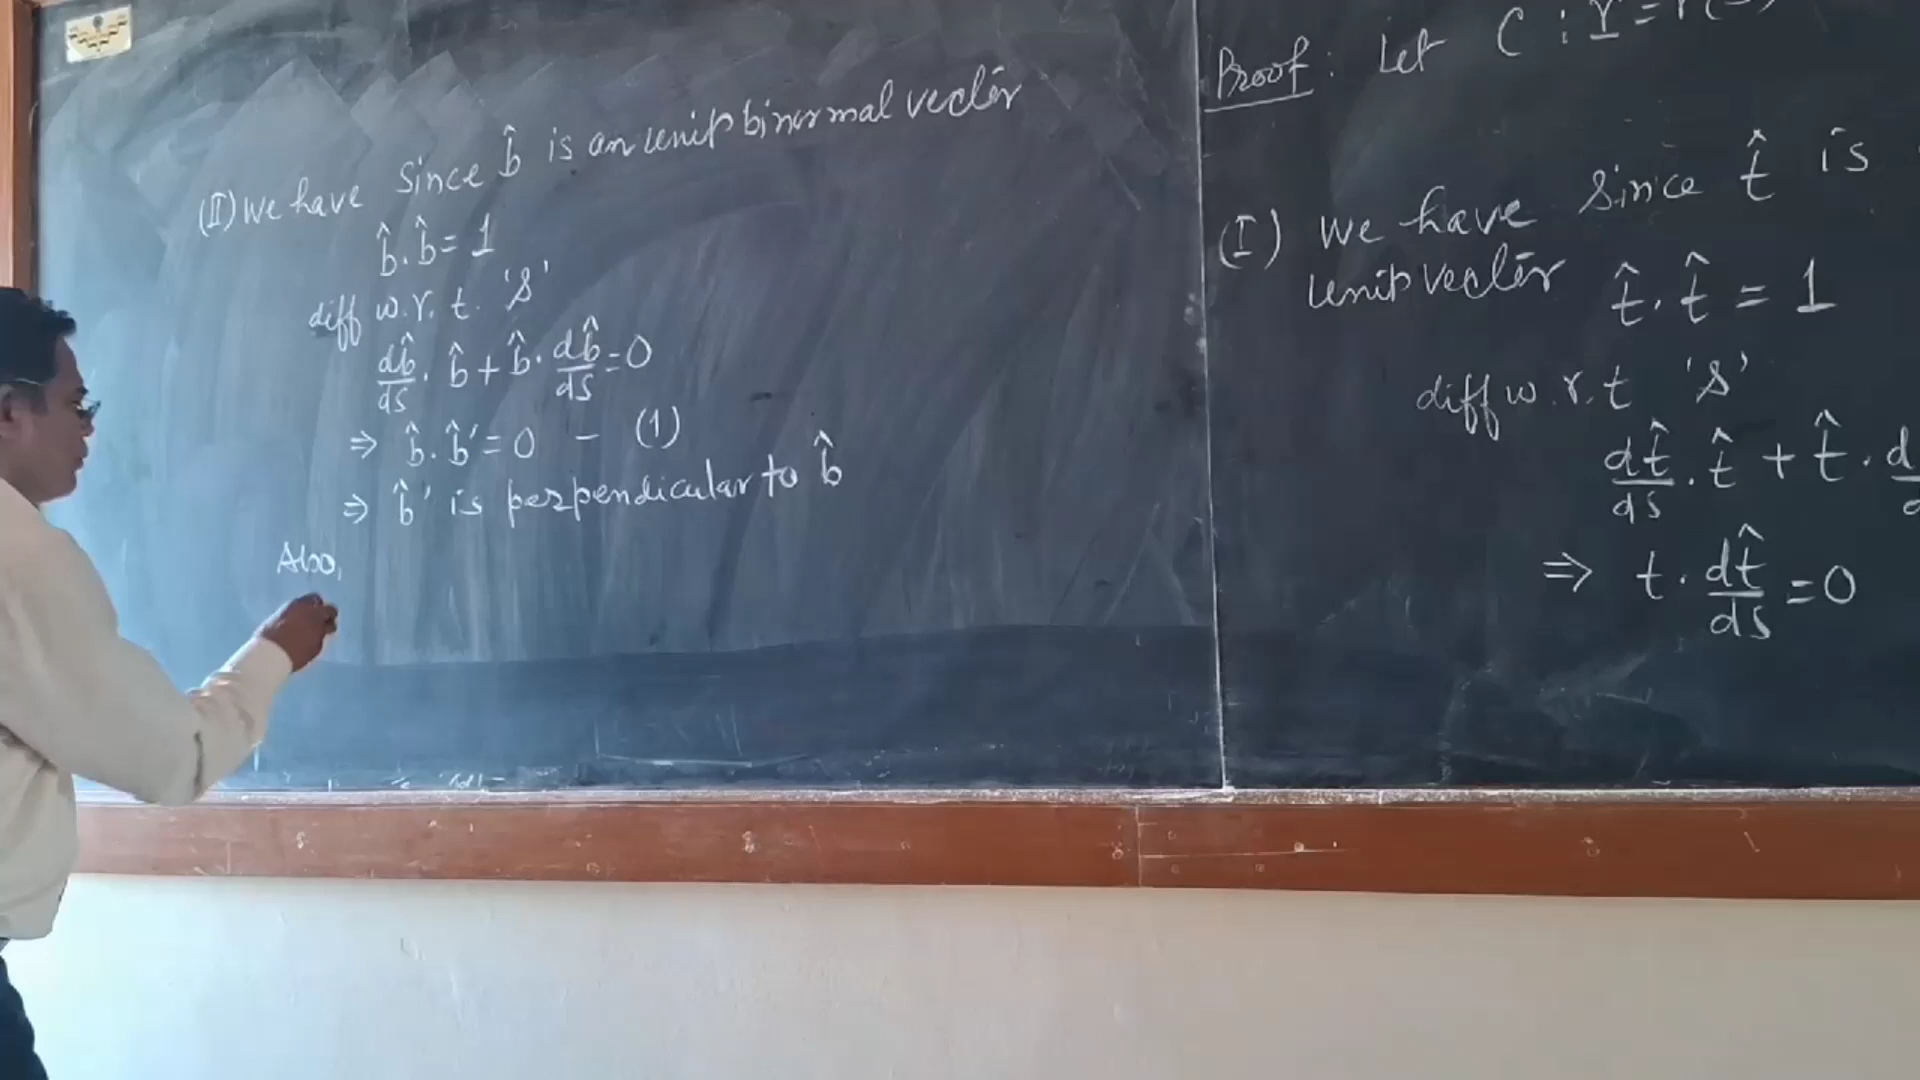 (II) We have Since b̂ is an unit binormal vector
b̂ . b̂ = 1
diff w.r.t. 's'
db̂/ds . b̂ + b̂ . db̂/ds = 0
⇒ b̂ . b̂' = 0 – (1)
⇒ b̂' is perpendicular to b̂
Also,
Proof : Let C : r =
(I) We have Since t̂ is
unit vector t̂ . t̂ = 1
diff w.r.t 's'
dt̂/ds . t̂ + t̂ . d
⇒ t . dt̂/ds = 0